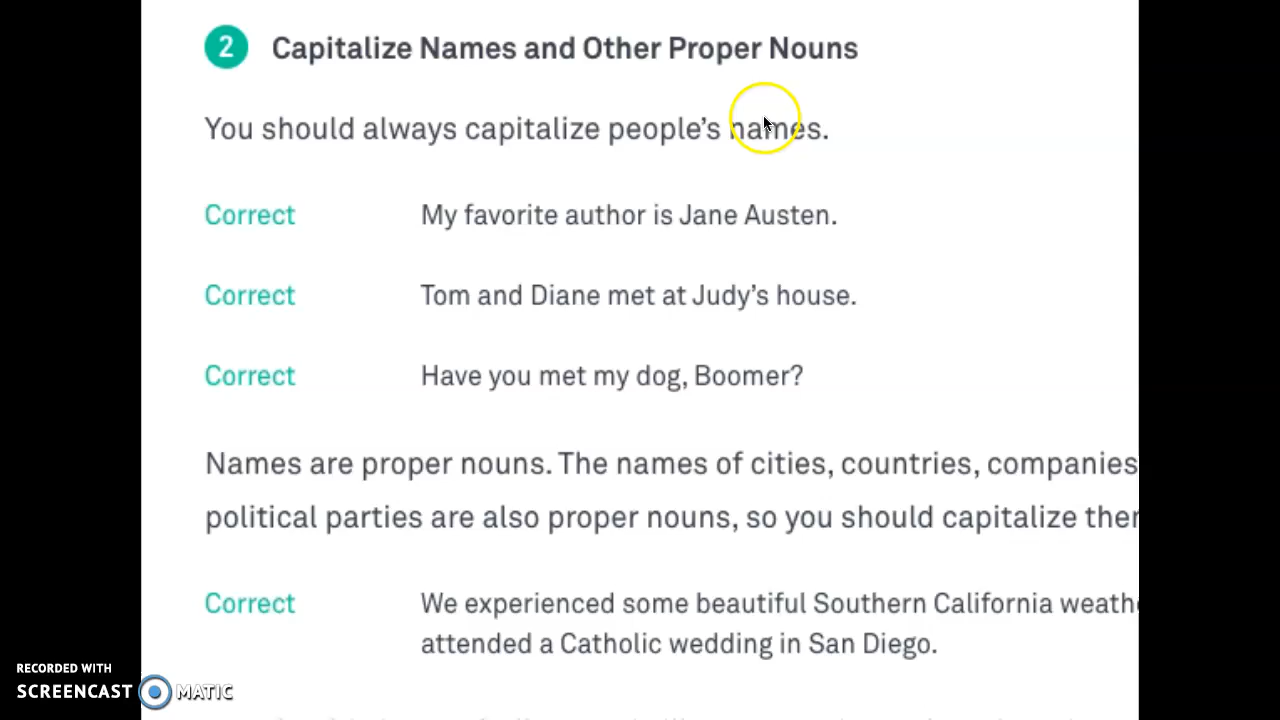 2 Capitalize Names and Other Proper Nouns
You should always capitalize people's names.
Correct My favorite author is Jane Austen.
Correct Tom and Diane met at Judy's house.
Correct Have you met my dog, Boomer?
Names are proper nouns. The names of cities, countries, companies
political parties are also proper nouns, so you should capitalize
Correct We experienced some beautiful Southern California
attended a Catholic wedding in San Diego.
RECORDED WITH
SCREENCAST MATIC